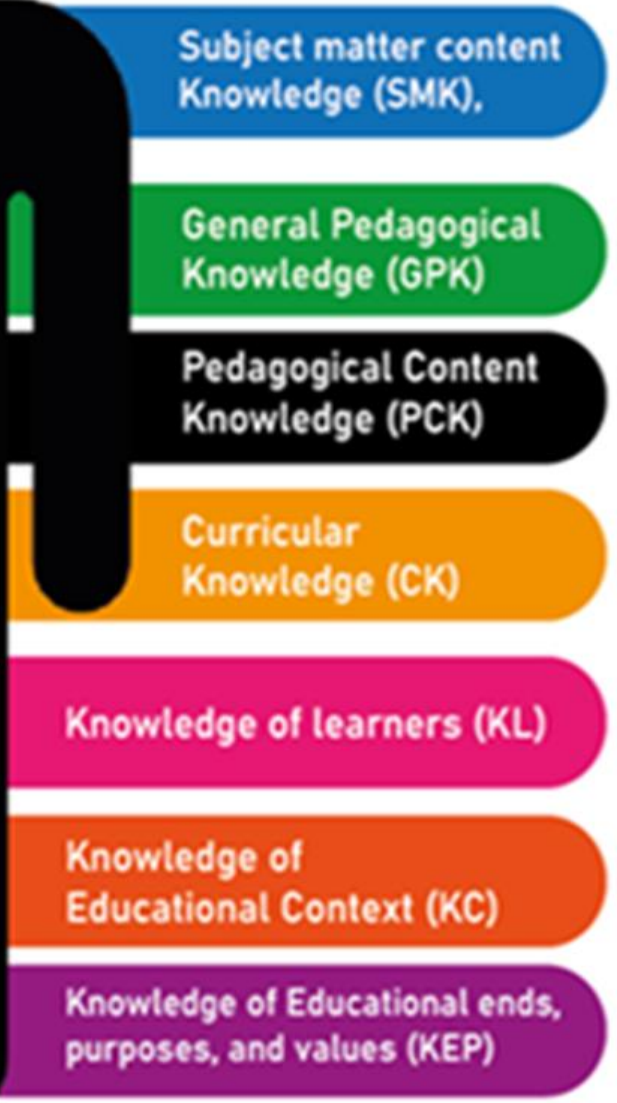 Subject matter content
Knowledge (SMK),
General Pedagogical
Knowledge (GPK)
Pedagogical Content
Knowledge (PCK)
Curricular
Knowledge (CK)
Knowledge of learners (KL)
Knowledge of
Educational Context (KC)
Knowledge of Educational ends,
purposes, and values (KEP)